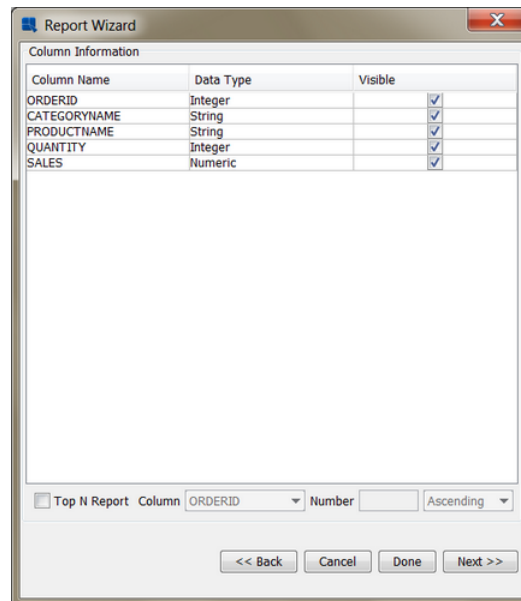 Report Wizard
Column Information
Column Name Data Type Visible
ORDERID Integer
CATEGORYNAME String
PRODUCTNAME String
QUANTITY Integer
SALES Numeric
Top N Report Column ORDERID Number Ascending
<< Back Cancel Done Next >>